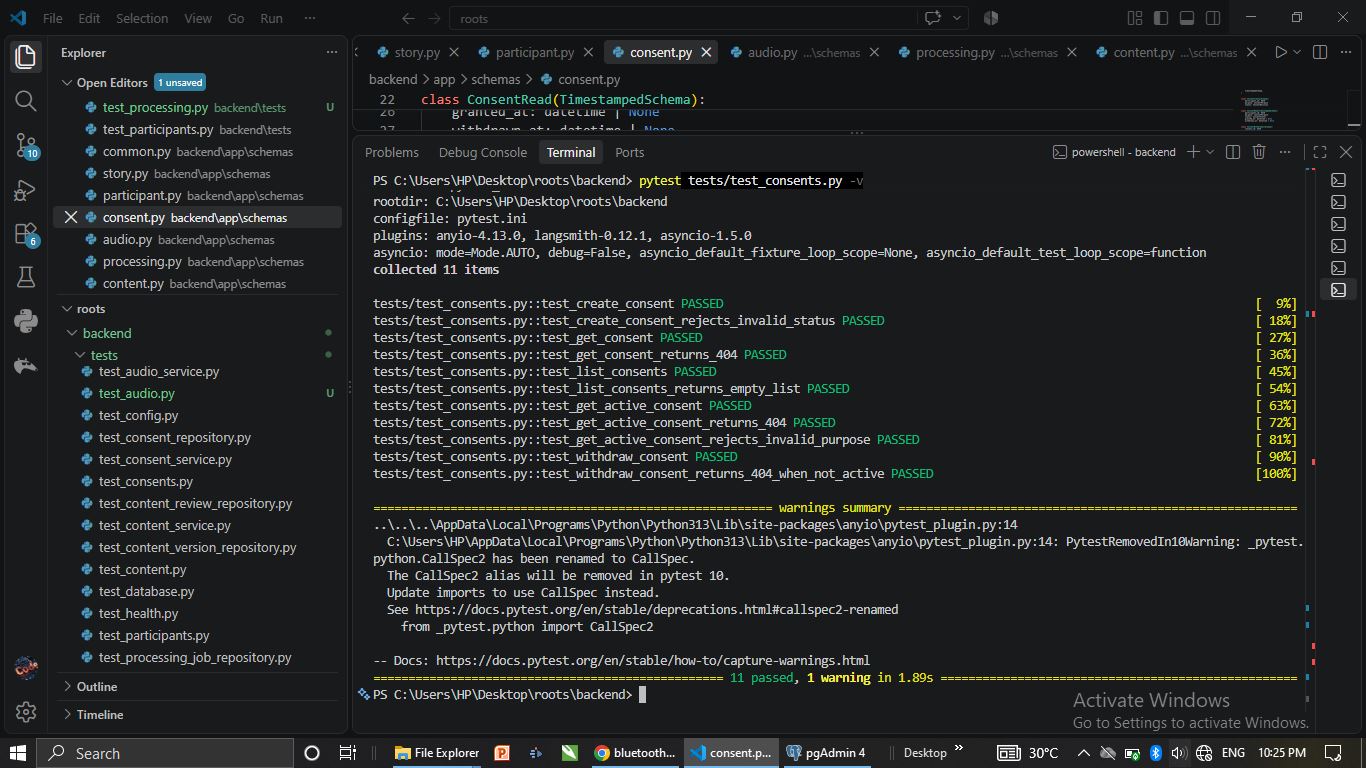 File Edit Selection View Go Run ··· roots
Explorer ···
Open Editors 1 unsaved
test_processing.py backend\tests U
test_participants.py backend\tests
common.py backend\app\schemas
story.py backend\app\schemas
participant.py backend\app\schemas
consent.py backend\app\schemas
audio.py backend\app\schemas
processing.py backend\app\schemas
content.py backend\app\schemas
10
6
roots
backend
tests
test_audio_service.py
test_audio.py U
test_config.py
test_consent_repository.py
test_consent_service.py
test_consents.py
test_content_review_repository.py
test_content_service.py
test_content_version_repository.py
test_content.py
test_database.py
test_health.py
test_participants.py
test_processing_job_repository.py
Outline
Timeline
story.py participant.py consent.py audio.py ...\schemas processing.py ...\schemas content.py ...\schemas
backend > app > schemas > consent.py
22 class ConsentRead(TimestampedSchema):
26 granted_at: datetime | None
27 withdrawn_at: datetime | None
Problems Debug Console Terminal Ports powershell - backend
PS C:\Users\HP\Desktop\roots\backend> pytest tests/test_consents.py -v
rootdir: C:\Users\HP\Desktop\roots\backend
configfile: pytest.ini
plugins: anyio-4.13.0, langsmith-0.12.1, asyncio-1.5.0
asyncio: mode=Mode.AUTO, debug=False, asyncio_default_fixture_loop_scope=None, asyncio_default_test_loop_scope=function
collected 11 items
tests/test_consents.py::test_create_consent PASSED [  9%]
tests/test_consents.py::test_create_consent_rejects_invalid_status PASSED [ 18%]
tests/test_consents.py::test_get_consent PASSED [ 27%]
tests/test_consents.py::test_get_consent_returns_404 PASSED [ 36%]
tests/test_consents.py::test_list_consents PASSED [ 45%]
tests/test_consents.py::test_list_consents_returns_empty_list PASSED [ 54%]
tests/test_consents.py::test_get_active_consent PASSED [ 63%]
tests/test_consents.py::test_get_active_consent_returns_404 PASSED [ 72%]
tests/test_consents.py::test_get_active_consent_rejects_invalid_purpose PASSED [ 81%]
tests/test_consents.py::test_withdraw_consent PASSED [ 90%]
tests/test_consents.py::test_withdraw_consent_returns_404_when_not_active PASSED [100%]
warnings summary
..\..\..\AppData\Local\Programs\Python\Python313\Lib\site-packages\anyio\pytest_plugin.py:14
C:\Users\HP\AppData\Local\Programs\Python\Python313\Lib\site-packages\anyio\pytest_plugin.py:14: PytestRemovedIn10Warning: _pytest.
python.CallSpec2 has been renamed to CallSpec.
The CallSpec2 alias will be removed in pytest 10.
Update imports to use CallSpec instead.
See https://docs.pytest.org/en/stable/deprecations.html#callspec2-renamed
from _pytest.python import CallSpec2
-- Docs: https://docs.pytest.org/en/stable/how-to/capture-warnings.html
11 passed, 1 warning in 1.89s
PS C:\Users\HP\Desktop\roots\backend>
Activate Windows
Go to Settings to activate Windows.
Search File Explorer bluetooth... consent.p... pgAdmin 4 Desktop » 30°C ENG 10:25 PM